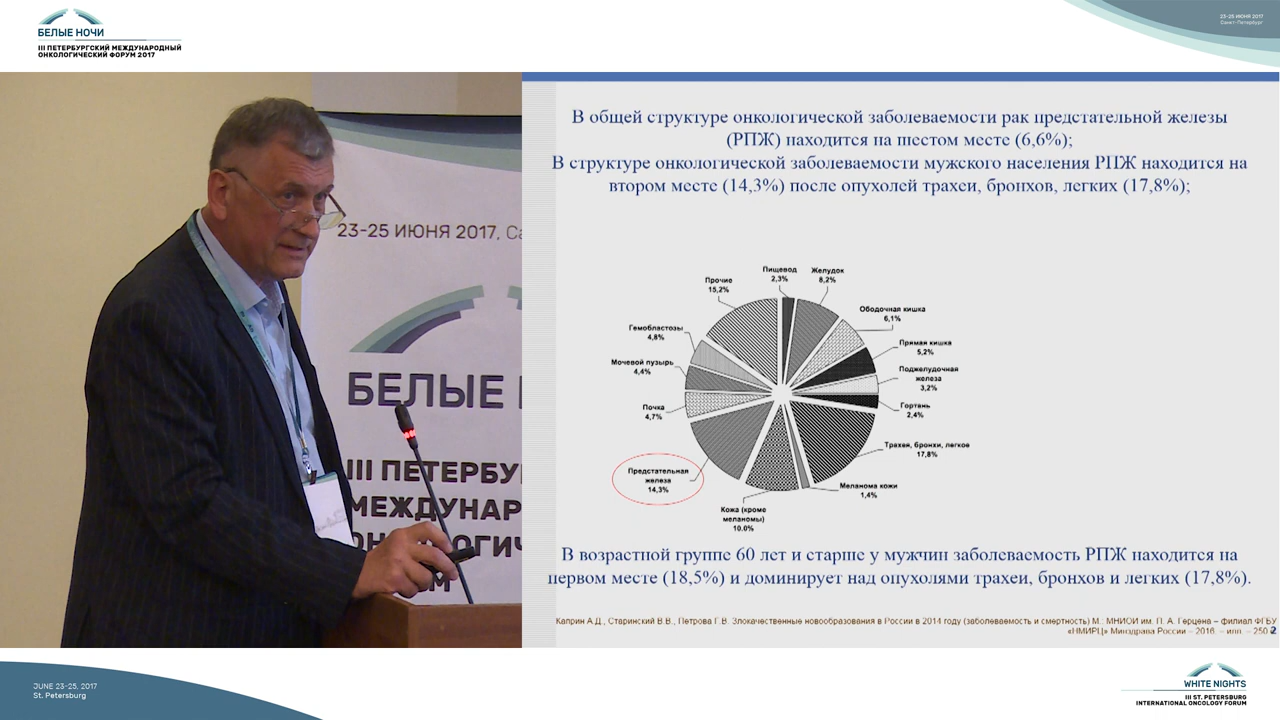 БЕЛЫЕ НОЧИ
III ПЕТЕРБУРГСКИЙ МЕЖДУНАРОДНЫЙ
ОНКОЛОГИЧЕСКИЙ ФОРУМ 2017
23-25 ИЮНЯ 2017
Санкт-Петербург
23-25 ИЮНЯ 2017, Са
БЕЛЫЕ
III ПЕТЕРБУ
МЕЖДУНАР
В общей структуре онкологической заболеваемости рак предстательной железы
(РПЖ) находится на шестом месте (6,6%);
В структуре онкологической заболеваемости мужского населения РПЖ находится на
втором месте (14,3%) после опухолей трахеи, бронхов, легких (17,8%);
Пищевод
2,3%
Желудок
8,2%
Ободочная кишка
6,1%
Прямая кишка
5,2%
Поджелудочная
железа
3,2%
Гортань
2,4%
Трахея, бронхи, легкое
17,8%
Меланома кожи
1,4%
Кожа (кроме
меланомы)
10.0%
Предстательная
железа
14,3%
Почка
4,7%
Мочевой пузырь
4,4%
Гемобластозы
4,8%
Прочие
15,2%
В возрастной группе 60 лет и старше у мужчин заболеваемость РПЖ находится на
первом месте (18,5%) и доминирует над опухолями трахеи, бронхов и легких (17,8%).
Каприн А.Д., Старинский В.В., Петрова Г.В. Злокачественные новообразования в России в 2014 году (заболеваемость и смертность) М.: МНИОИ им. П. А. Герцена – филиал ФГБУ
«НМИРЦ» Минздрава России – 2016. – илл. – 250 2
JUNE 23-25, 2017
St. Petersburg
WHITE NIGHTS
III ST. PETERSBURG
INTERNATIONAL ONCOLOGY FORUM